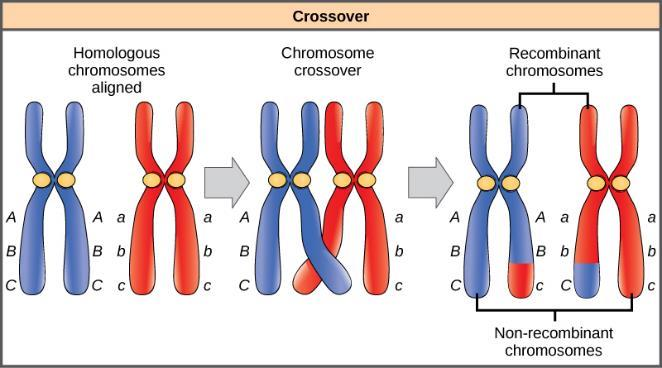 Crossover
Homologous
chromosomes
aligned
Chromosome
crossover
Recombinant
chromosomes
A A a a A a A A a a
B B b b B b B B b b
C C c c C c C c C c
Non-recombinant
chromosomes